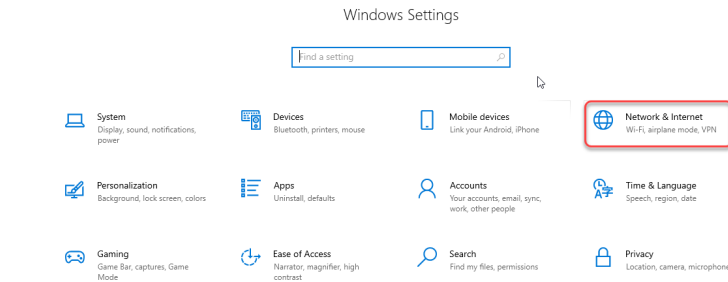 Windows Settings
Find a setting
System
Display, sound, notifications,
power
Devices
Bluetooth, printers, mouse
Mobile devices
Link your Android, iPhone
Network & Internet
Wi-Fi, airplane mode, VPN
Personalization
Background, lock screen, colors
Apps
Uninstall, defaults
Accounts
Your accounts, email, sync,
work, other people
Time & Language
Speech, region, date
Gaming
Game Bar, captures, Game
Mode
Ease of Access
Narrator, magnifier, high
contrast
Search
Find my files, permissions
Privacy
Location, camera, microphone